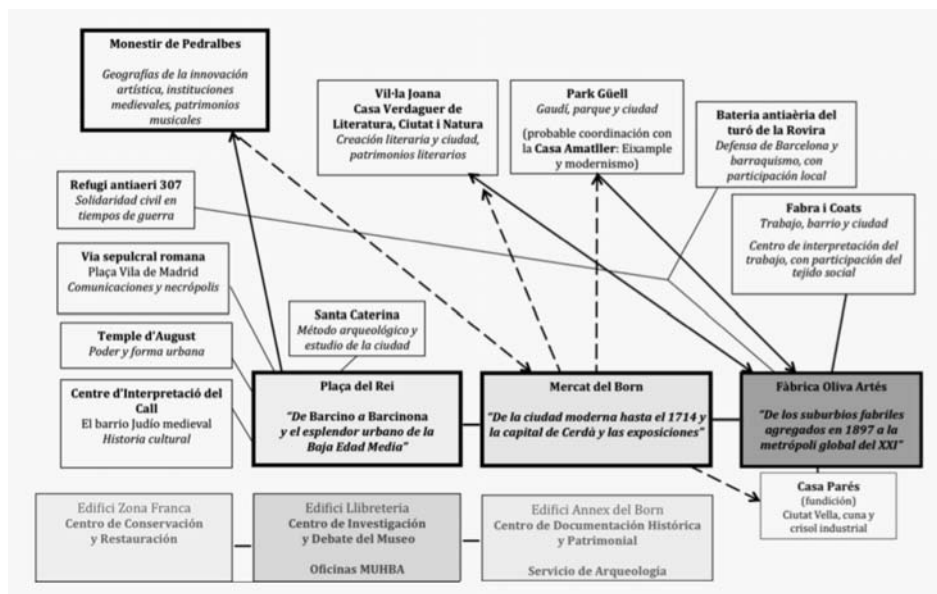 Monestir de Pedralbes
Geografías de la innovación
artística, instituciones
medievales, patrimonios
musicales
Vil·la Joana
Casa Verdaguer de
Literatura, Ciutat i Natura
Creación literaria y ciudad,
patrimonios literarios
Park Güell
Gaudí, parque y ciudad
(probable coordinación con
la Casa Amatller: Eixample
y modernismo)
Bateria antiaèria del
turó de la Rovira
Defensa de Barcelona y
barraquismo, con
participación local
Refugi antiaeri 307
Solidaridad civil en
tiempos de guerra
Fabra i Coats
Trabajo, barrio y ciudad
Centro de interpretación del
trabajo, con participación del
tejido social
Via sepulcral romana
Plaça Vila de Madrid
Comunicaciones y necrópolis
Santa Caterina
Método arqueológico y
estudio de la ciudad
Temple d'August
Poder y forma urbana
Centre d'Interpretació del
Call
El barrio Judío medieval
Historia cultural
Plaça del Rei
"De Barcino a Barcinona
y el esplendor urbano de la
Baja Edad Media"
Mercat del Born
"De la ciudad moderna hasta el 1714 y
la capital de Cerdà y las exposiciones"
Fàbrica Oliva Artés
"De los suburbios fabriles
agregados en 1897 a la
metrópoli global del XXI"
Casa Parés
(fundición)
Ciutat Vella, cuna y
crisol industrial
Edifici Zona Franca
Centro de Conservación
y Restauración
Edifici Llibreteria
Centro de Investigación
y Debate del Museo
Oficinas MUHBA
Edifici Annex del Born
Centro de Documentación Histórica
y Patrimonial
Servicio de Arqueología